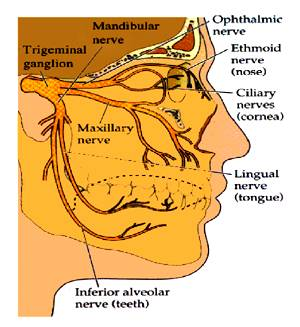 Mandibular
nerve
Trigeminal
ganglion
Maxillary
nerve
Ophthalmic
nerve
Ethmoid
nerve
(nose)
Ciliary
nerves
(cornea)
Lingual
nerve
(tongue)
Inferior alveolar
nerve (teeth)